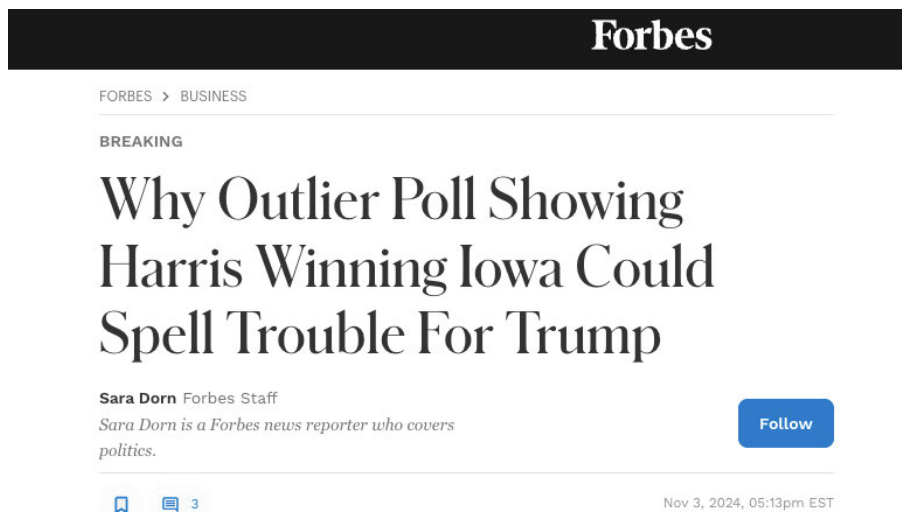 Forbes
FORBES > BUSINESS
BREAKING
Why Outlier Poll Showing
Harris Winning Iowa Could
Spell Trouble For Trump
Sara Dorn Forbes Staff
Sara Dorn is a Forbes news reporter who covers
politics.
Follow
3
Nov 3, 2024, 05:13pm EST